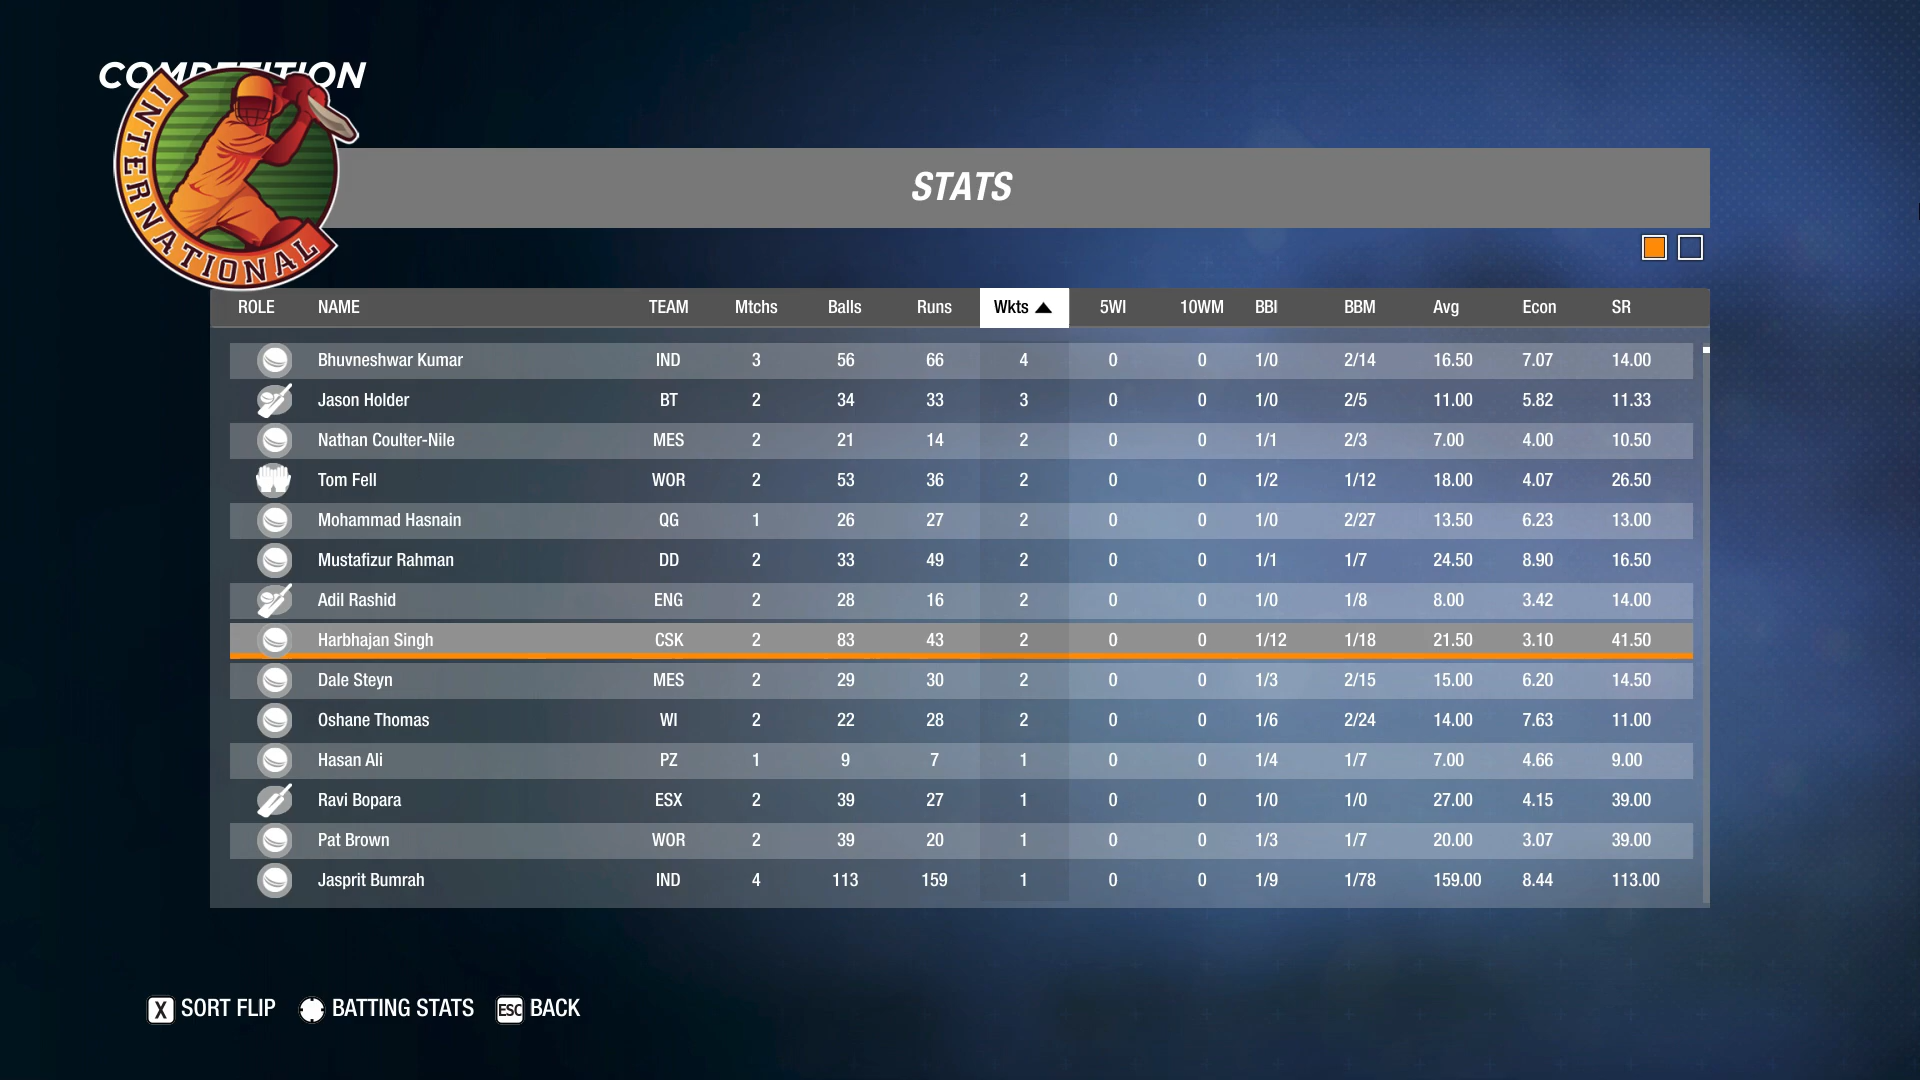 COMPETITION
INTERNATIONAL
STATS
ROLE NAME TEAM Mtchs Balls Runs Wkts ▲ 5WI 10WM BBI BBM Avg Econ SR
Bhuvneshwar Kumar IND 3 56 66 4 0 0 1/0 2/14 16.50 7.07 14.00
Jason Holder BT 2 34 33 3 0 0 1/0 2/5 11.00 5.82 11.33
Nathan Coulter-Nile MES 2 21 14 2 0 0 1/1 2/3 7.00 4.00 10.50
Tom Fell WOR 2 53 36 2 0 0 1/2 1/12 18.00 4.07 26.50
Mohammad Hasnain QG 1 26 27 2 0 0 1/0 2/27 13.50 6.23 13.00
Mustafizur Rahman DD 2 33 49 2 0 0 1/1 1/7 24.50 8.90 16.50
Adil Rashid ENG 2 28 16 2 0 0 1/0 1/8 8.00 3.42 14.00
Harbhajan Singh CSK 2 83 43 2 0 0 1/12 1/18 21.50 3.10 41.50
Dale Steyn MES 2 29 30 2 0 0 1/3 2/15 15.00 6.20 14.50
Oshane Thomas WI 2 22 28 2 0 0 1/6 2/24 14.00 7.63 11.00
Hasan Ali PZ 1 9 7 1 0 0 1/4 1/7 7.00 4.66 9.00
Ravi Bopara ESX 2 39 27 1 0 0 1/0 1/0 27.00 4.15 39.00
Pat Brown WOR 2 39 20 1 0 0 1/3 1/7 20.00 3.07 39.00
Jasprit Bumrah IND 4 113 159 1 0 0 1/9 1/78 159.00 8.44 113.00
X SORT FLIP BATTING STATS ESC BACK